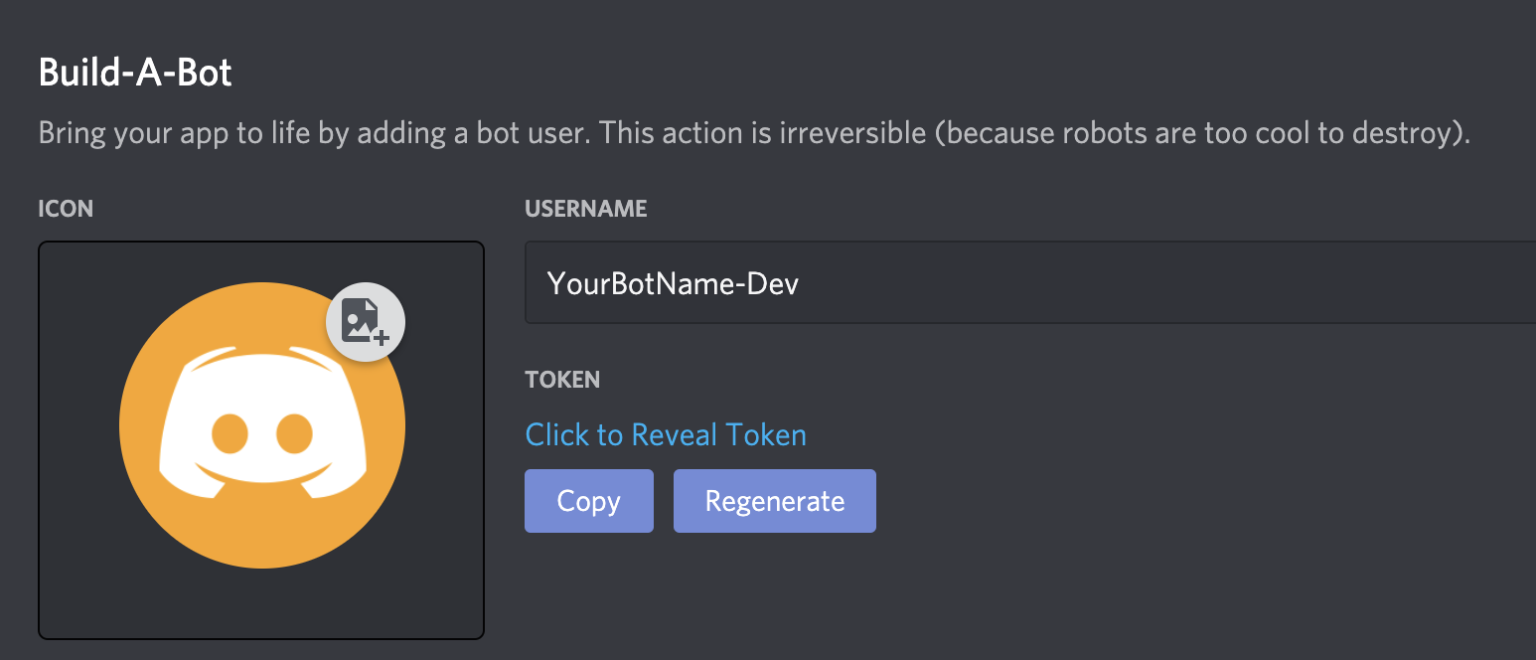 Build-A-Bot
Bring your app to life by adding a bot user. This action is irreversible (because robots are too cool to destroy).
ICON
USERNAME
YourBotName-Dev
TOKEN
Click to Reveal Token
Copy
Regenerate